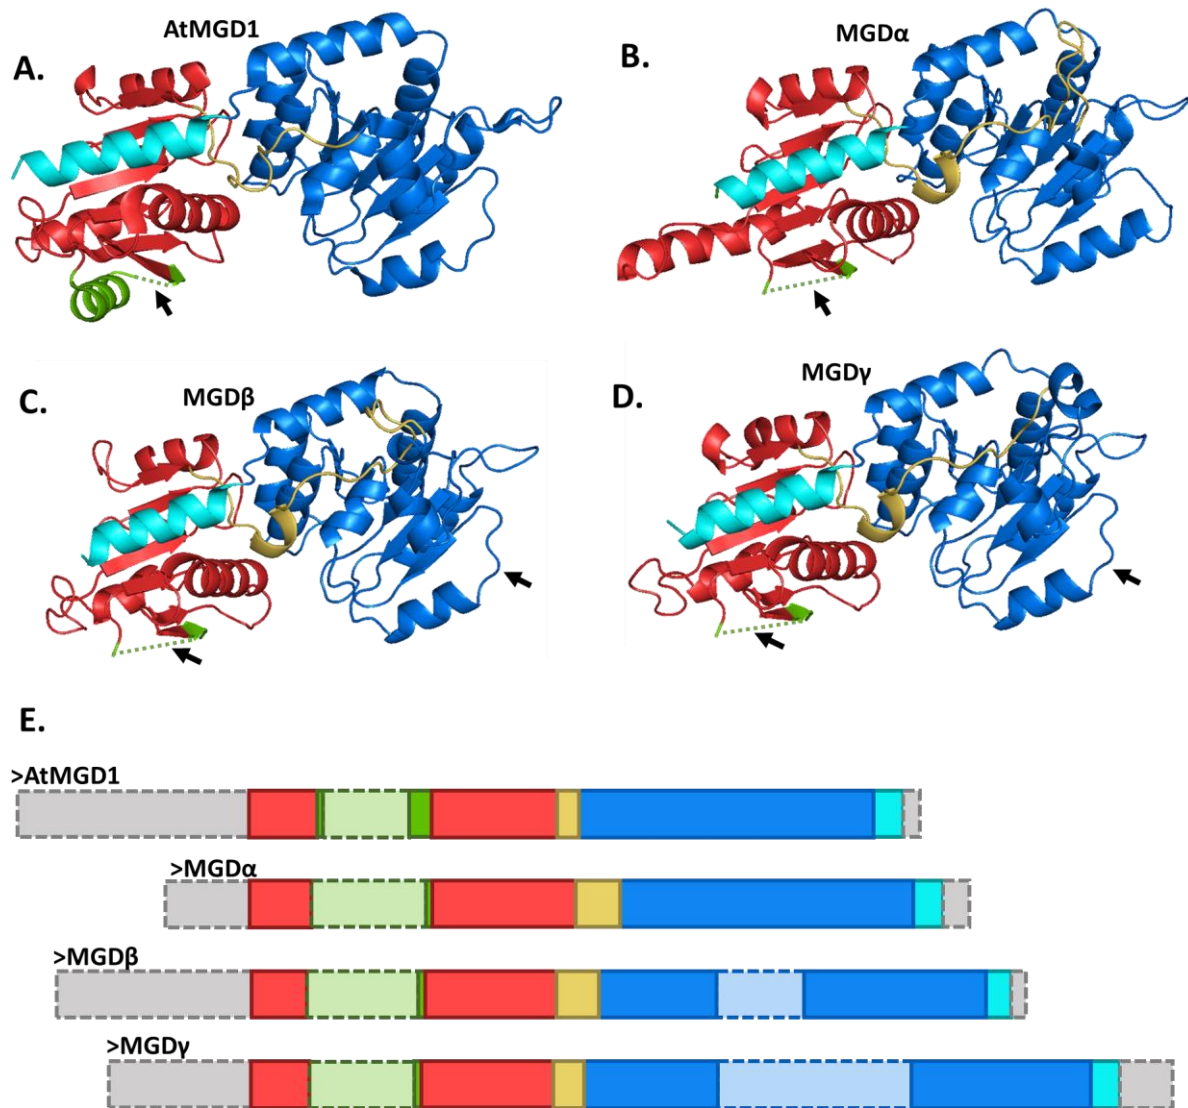 A.
AtMGD1
B.
MGDα
C.
MGDβ
D.
MGDγ
E.
>AtMGD1
>MGDα
>MGDβ
>MGDγ